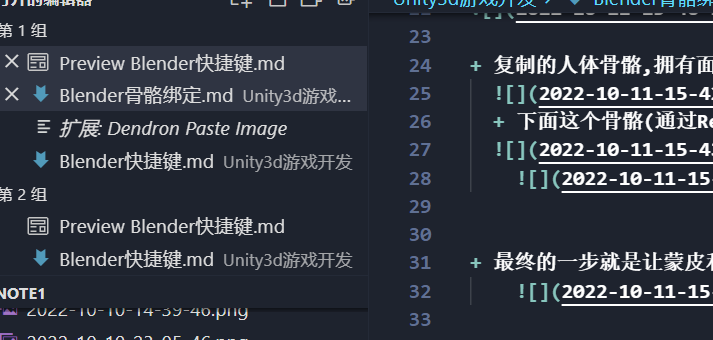 打开的编辑器
第 1 组
Preview Blender快捷键.md
Blender骨骼绑定.md Unity3d游戏...
扩展: Dendron Paste Image
Blender快捷键.md Unity3d游戏开发
第 2 组
Preview Blender快捷键.md
Blender快捷键.md Unity3d游戏开发
NOTE1
2022-10-10-14-39-46.png
2022-10-10-23-05-46.png
Unity3d游戏开发 > Blender骨骼绑
23
24 + 复制的人体骨骼,拥有面
25 ![](2022-10-11-15-42
26 + 下面这个骨骼(通过Re
27 ![](2022-10-11-15-42
28 ![](2022-10-11-15-
29
30
31 + 最终的一步就是让蒙皮和
32 ![](2022-10-11-15-
33